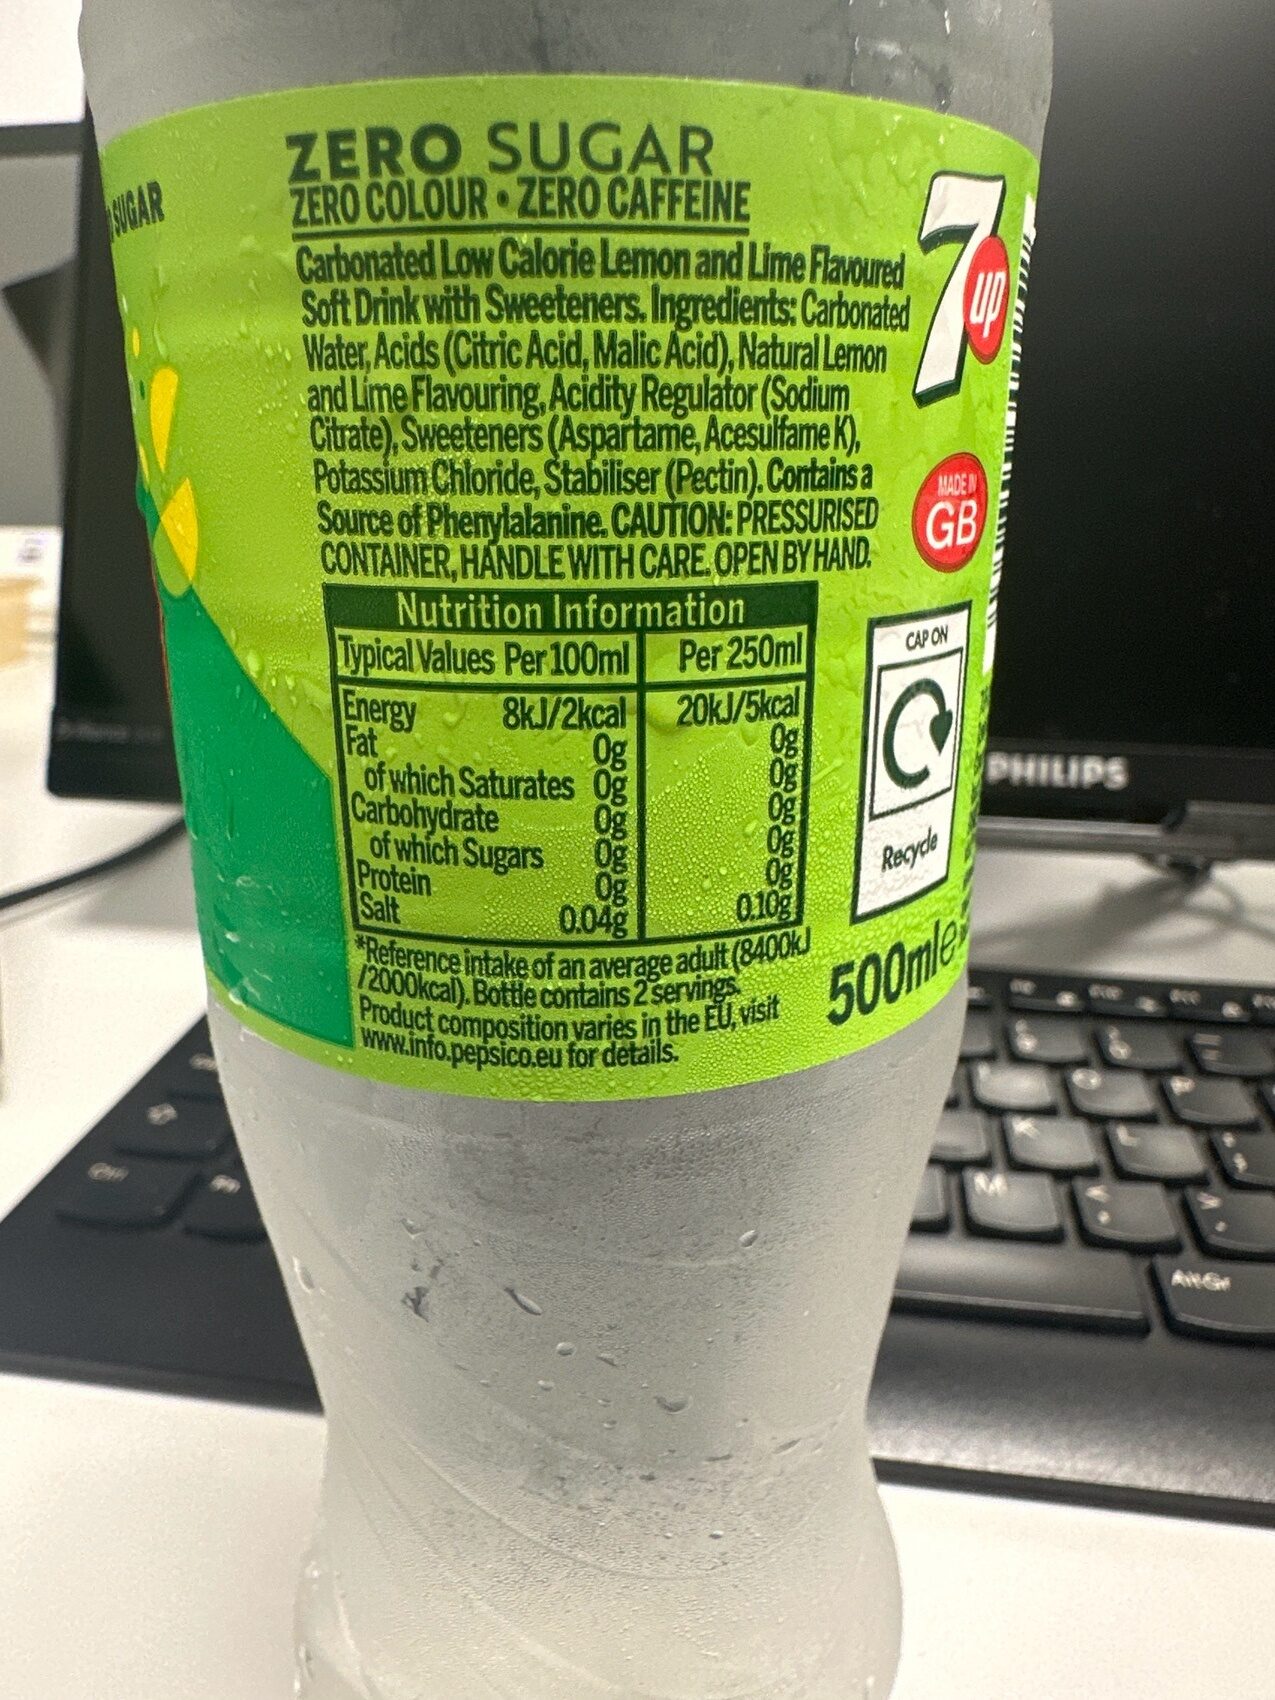 SUGAR
ZERO SUGAR
ZERO COLOUR • ZERO CAFFEINE
Carbonated Low Calorie Lemon and Lime Flavoured
Soft Drink with Sweeteners. Ingredients: Carbonated
Water, Acids (Citric Acid, Malic Acid), Natural Lemon
and Lime Flavouring, Acidity Regulator (Sodium
Citrate), Sweeteners (Aspartame, Acesulfame K),
Potassium Chloride, Stabiliser (Pectin). Contains a
Source of Phenylalanine. CAUTION: PRESSURISED
CONTAINER, HANDLE WITH CARE. OPEN BY HAND.
Nutrition Information
Typical Values Per 100ml Per 250ml
Energy 8kJ/2kcal 20kJ/5kcal
Fat 0g 0g
of which Saturates 0g 0g
Carbohydrate 0g 0g
of which Sugars 0g 0g
Protein 0g 0g
Salt 0.04g 0.10g
*Reference intake of an average adult (8400kJ
/2000kcal). Bottle contains 2 servings.
Product composition varies in the EU, visit
www.info.pepsico.eu for details.
7up
MADE IN
GB
CAP ON
Recycle
500ml e
PHILIPS
Ctrl
K
L
M
AltGr